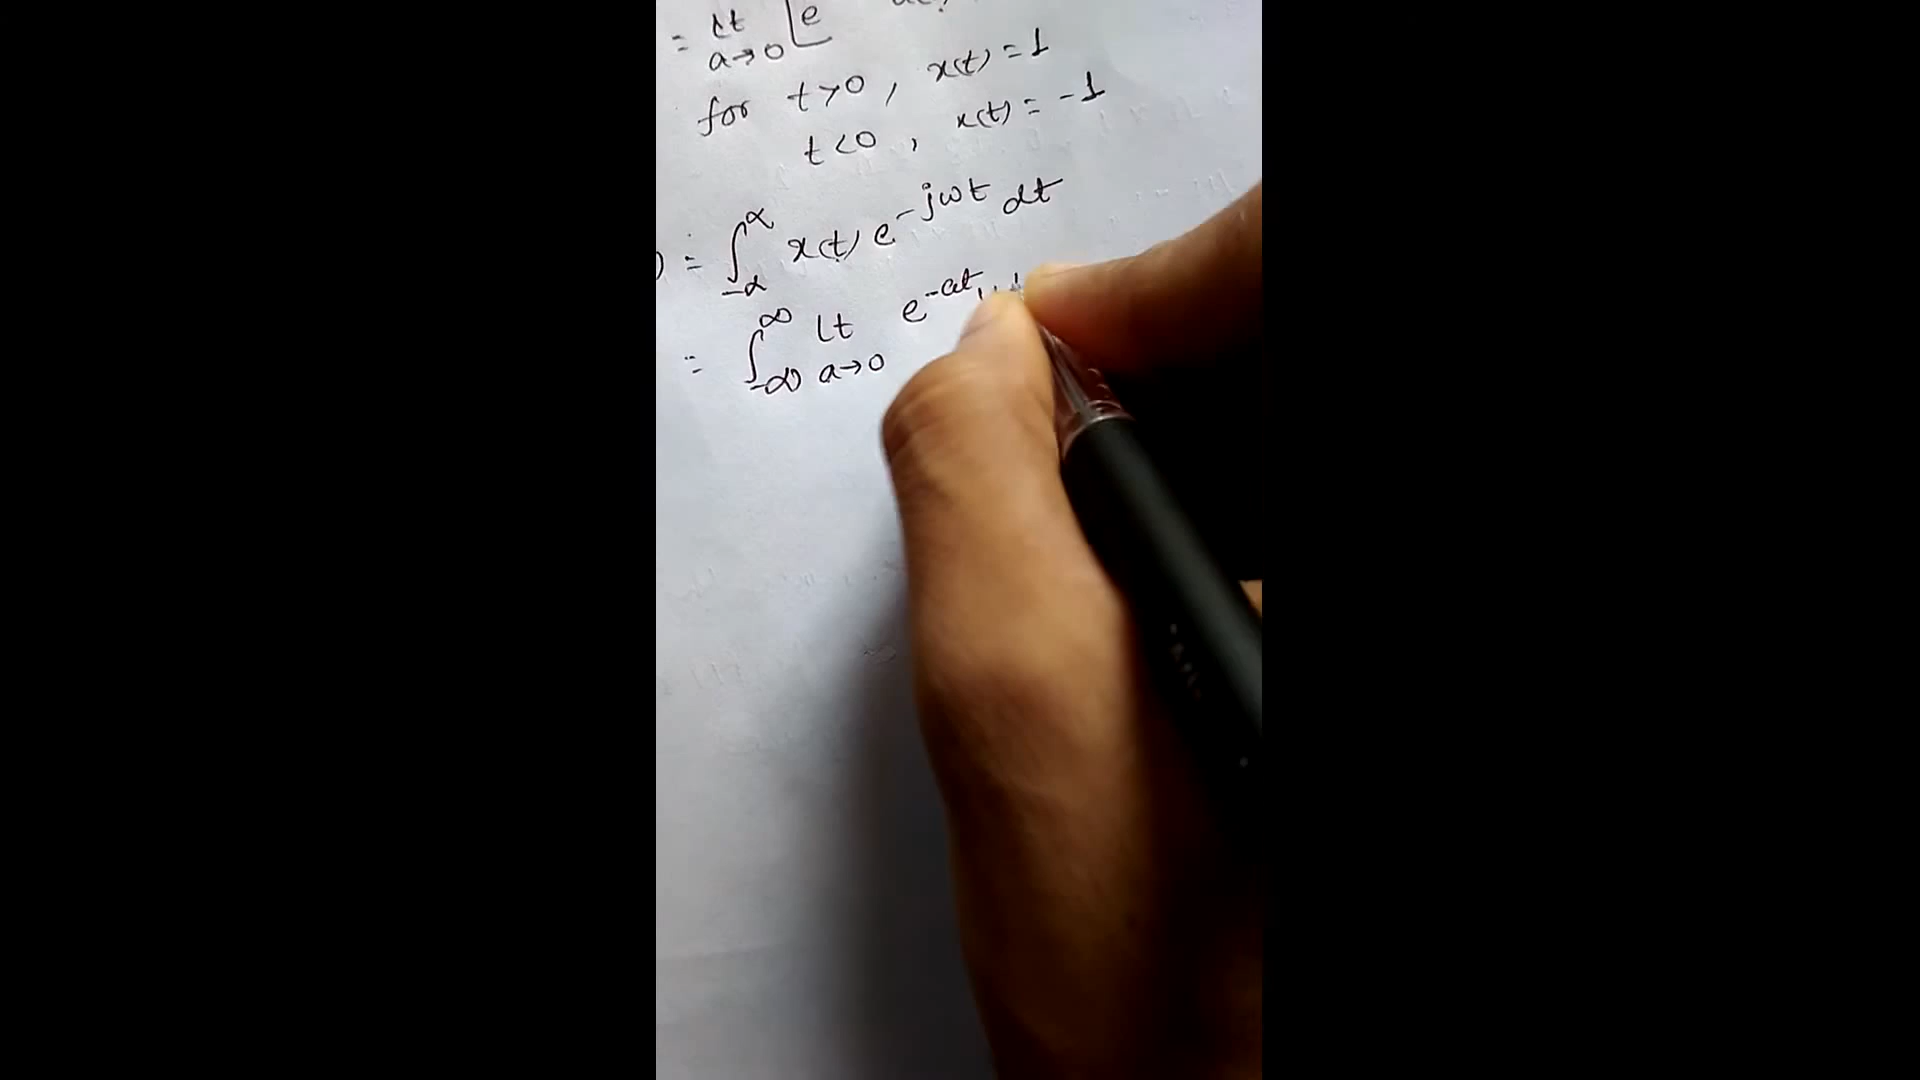 = lt a→0 [e
for t>0, x(t) = 1
t<0, x(t) = -1
) = ∫_{-α}^{α} x(t) e^{-jωt} dt
= ∫_{-∞}^{∞} lt a→0 e^{-at}